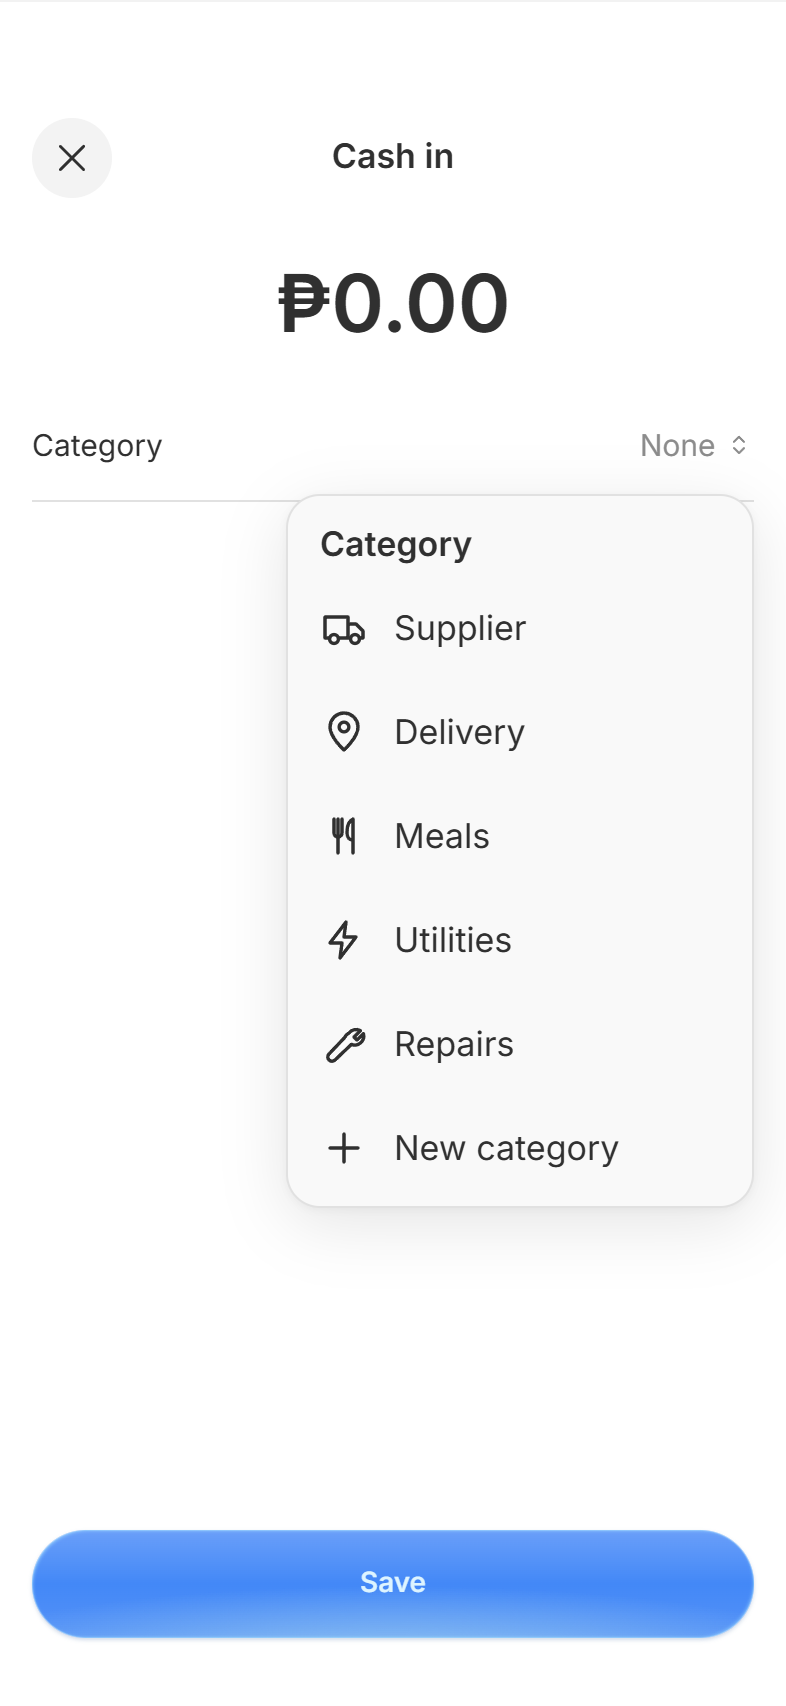 Cash in
₱0.00
Category
None
Category
Supplier
Delivery
Meals
Utilities
Repairs
New category
Save